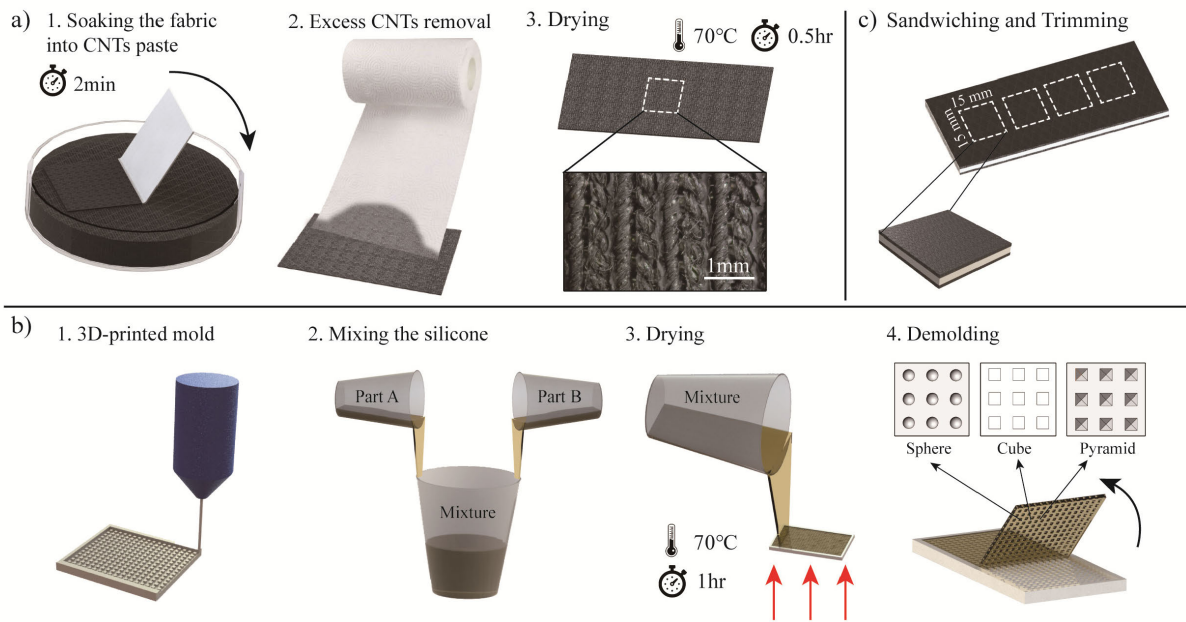 a)
1. Soaking the fabric
into CNTs paste
2min
2. Excess CNTs removal
3. Drying
70℃
0.5hr
1mm
c)
Sandwiching and Trimming
15 mm
15 mm
b)
1. 3D-printed mold
2. Mixing the silicone
Part A
Part B
Mixture
3. Drying
Mixture
70℃
1hr
4. Demolding
Sphere
Cube
Pyramid